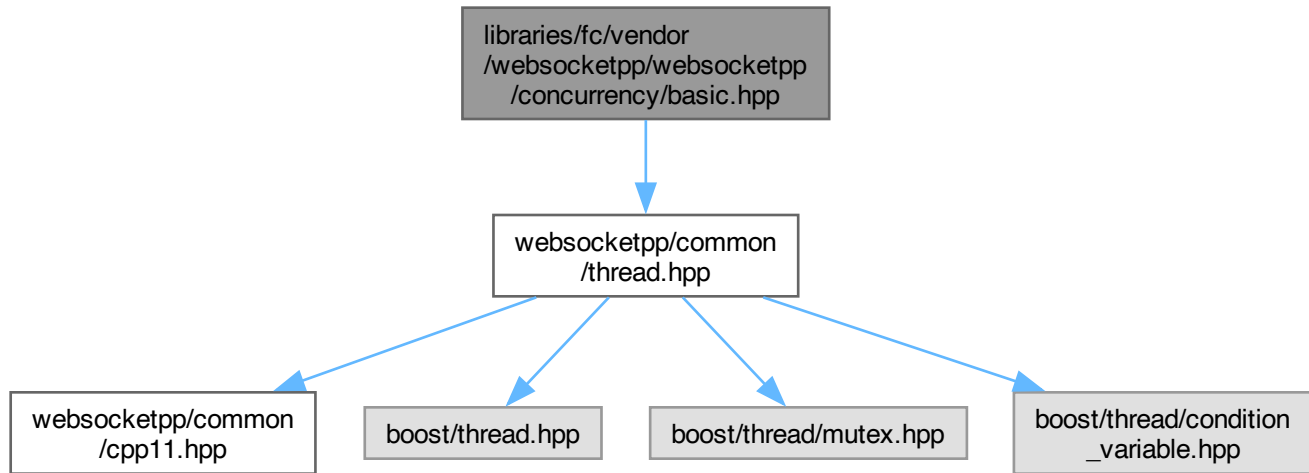 libraries/fc/vendor
/websocketpp/websocketpp
/concurrency/basic.hpp
websocketpp/common
/thread.hpp
websocketpp/common
/cpp11.hpp
boost/thread.hpp
boost/thread/mutex.hpp
boost/thread/condition
_variable.hpp